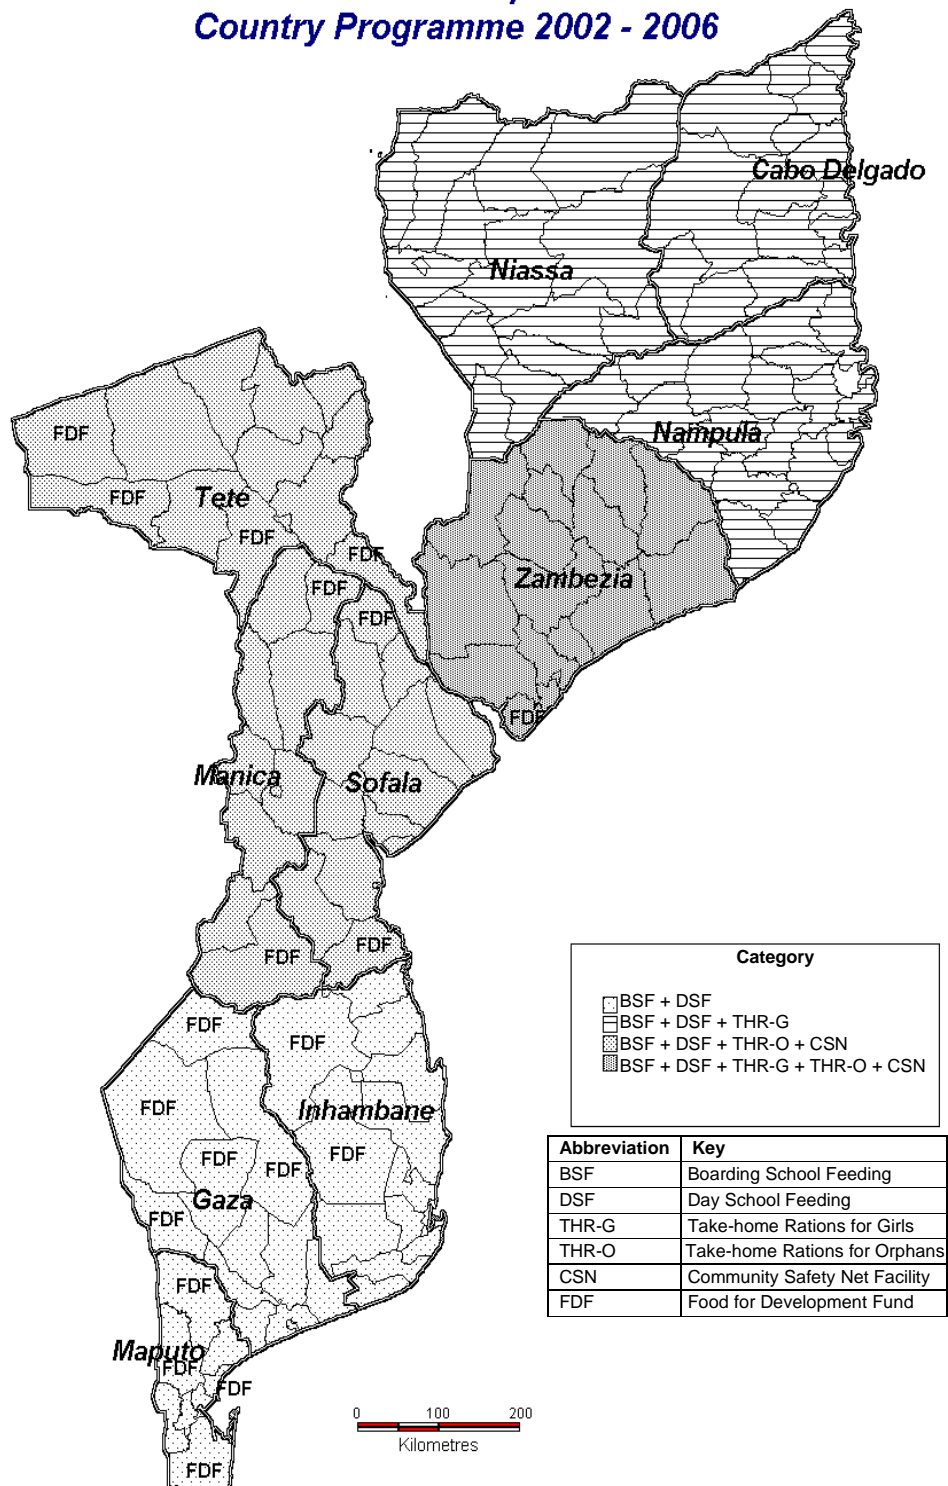 Country Programme 2002 - 2006
Cabo Delgado
Niassa
FDF
Nampula
FDF
Tete
FDF
FDF
Zambezia
FDF
FDF
FDF
Manica
Sofala
FDF
FDF
FDF
FDF
FDF
Inhambane
FDF
FDF
FDF
Gaza
FDF
FDF
Maputo
FDF
FDF
FDF
Category
BSF + DSF
BSF + DSF + THR-G
BSF + DSF + THR-O + CSN
BSF + DSF + THR-G + THR-O + CSN
Abbreviation Key
BSF Boarding School Feeding
DSF Day School Feeding
THR-G Take-home Rations for Girls
THR-O Take-home Rations for Orphans
CSN Community Safety Net Facility
FDF Food for Development Fund
0 100 200
Kilometres